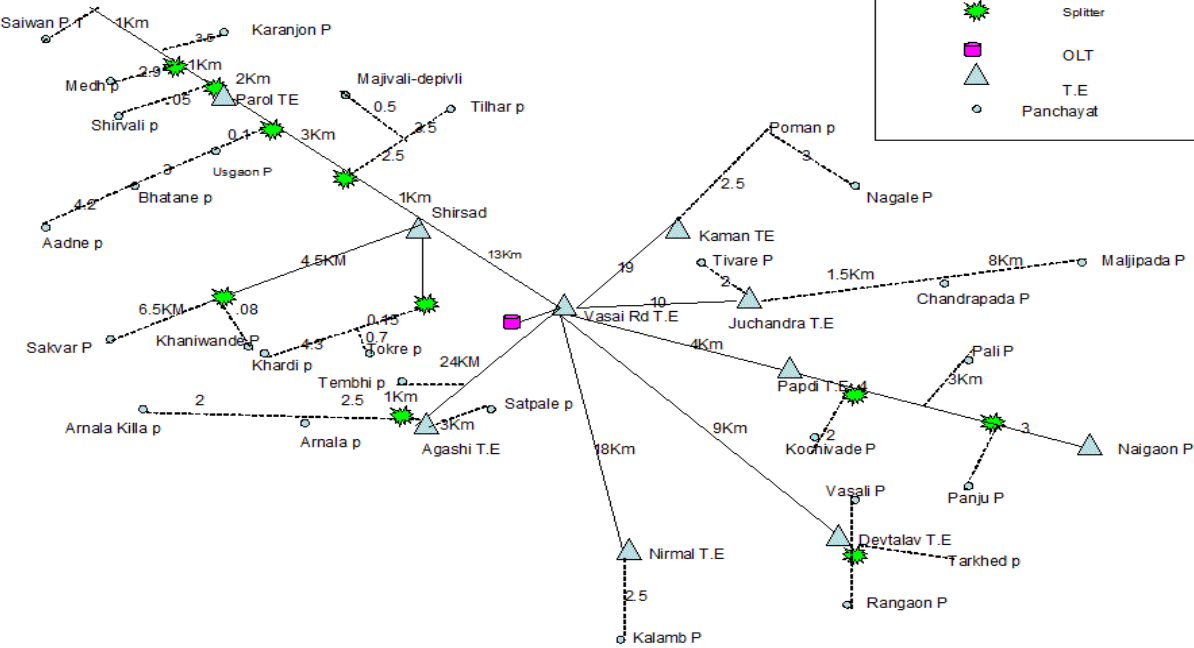 Saiwan P 1
1Km
3.5
Karanjon P
Splitter
OLT
T.E
Panchayat
Medh p
2.9
1Km
2Km
Parol TE
Shirvali p
.05
Majivali-depivli
0.5
Tilhar p
3.5
2.5
0.1
3Km
Usgaon P
3
Bhatane p
4.2
Aadne p
1Km
Shirsad
Poman p
3
Nagale P
2.5
Kaman TE
19
Tivare P
2
1.5Km
8Km
Maljipada P
Chandrapada P
10
Juchandra T.E
4.5KM
13Km
6.5KM
.08
Sakvar P
Khaniwande P
0.15
0.7
4.3
Khardi p
Tokre p
Vasai Rd T.E
4Km
Papdi T.E
4
Pali P
3Km
24KM
Tembhi p
1Km
2
2.5
Arnala Killa p
Arnala p
3Km
Satpale p
Agashi T.E
9Km
18Km
2
Kochivade P
3
Naigaon P
Panju P
Vasali P
Devtalav T.E
Tarkhed p
Rangaon P
Nirmal T.E
2.5
Kalamb P